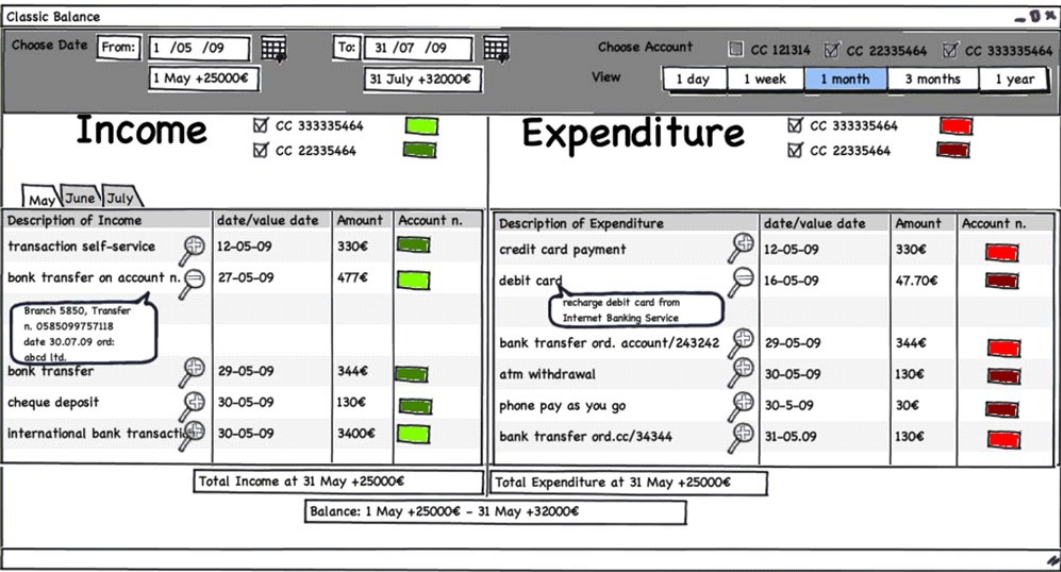 Classic Balance
Choose Date From: 1 /05 /09 To: 31 /07 /09 Choose Account CC 121314 CC 22335464 CC 333335464
1 May +25000€ 31 July +32000€ View 1 day 1 week 1 month 3 months 1 year
Income CC 333335464
CC 22335464
Expenditure CC 333335464
CC 22335464
May June July
Description of Income date/value date Amount Account n.
transaction self-service 12-05-09 330€
bonk transfer on account n. 27-05-09 477€
Branch 5850, Transfer
n. 0585099757118
date 30.07.09 ord:
abcd ltd.
bonk transfer 29-05-09 344€
cheque deposit 30-05-09 130€
international bank transactio 30-05-09 3400€
Total Income at 31 May +25000€
Description of Expenditure date/value date Amount Account n.
credit card payment 12-05-09 330€
debit card 16-05-09 47.70€
recharge debit card from
Internet Banking Service
bank transfer ord. account/243242 29-05-09 344€
atm withdrawal 30-05-09 130€
phone pay as you go 30-5-09 30€
bank transfer ord.cc/34344 31-05.09 130€
Total Expenditure at 31 May +25000€
Balance: 1 May +25000€ - 31 May +32000€